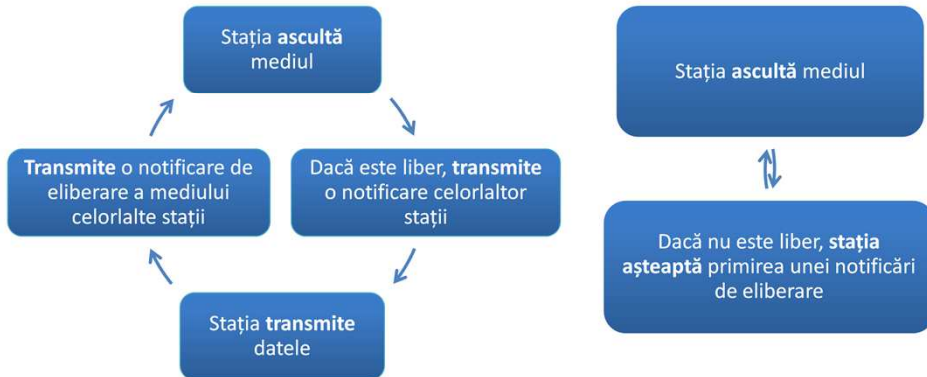 Stația ascultă
mediul
Dacă este liber, transmite
o notificare celorlaltor
stații
Stația transmite
datele
Transmite o notificare de
eliberare a mediului
celorlalte stații
Stația ascultă mediul
Dacă nu este liber, stația
așteaptă primirea unei notificări
de eliberare